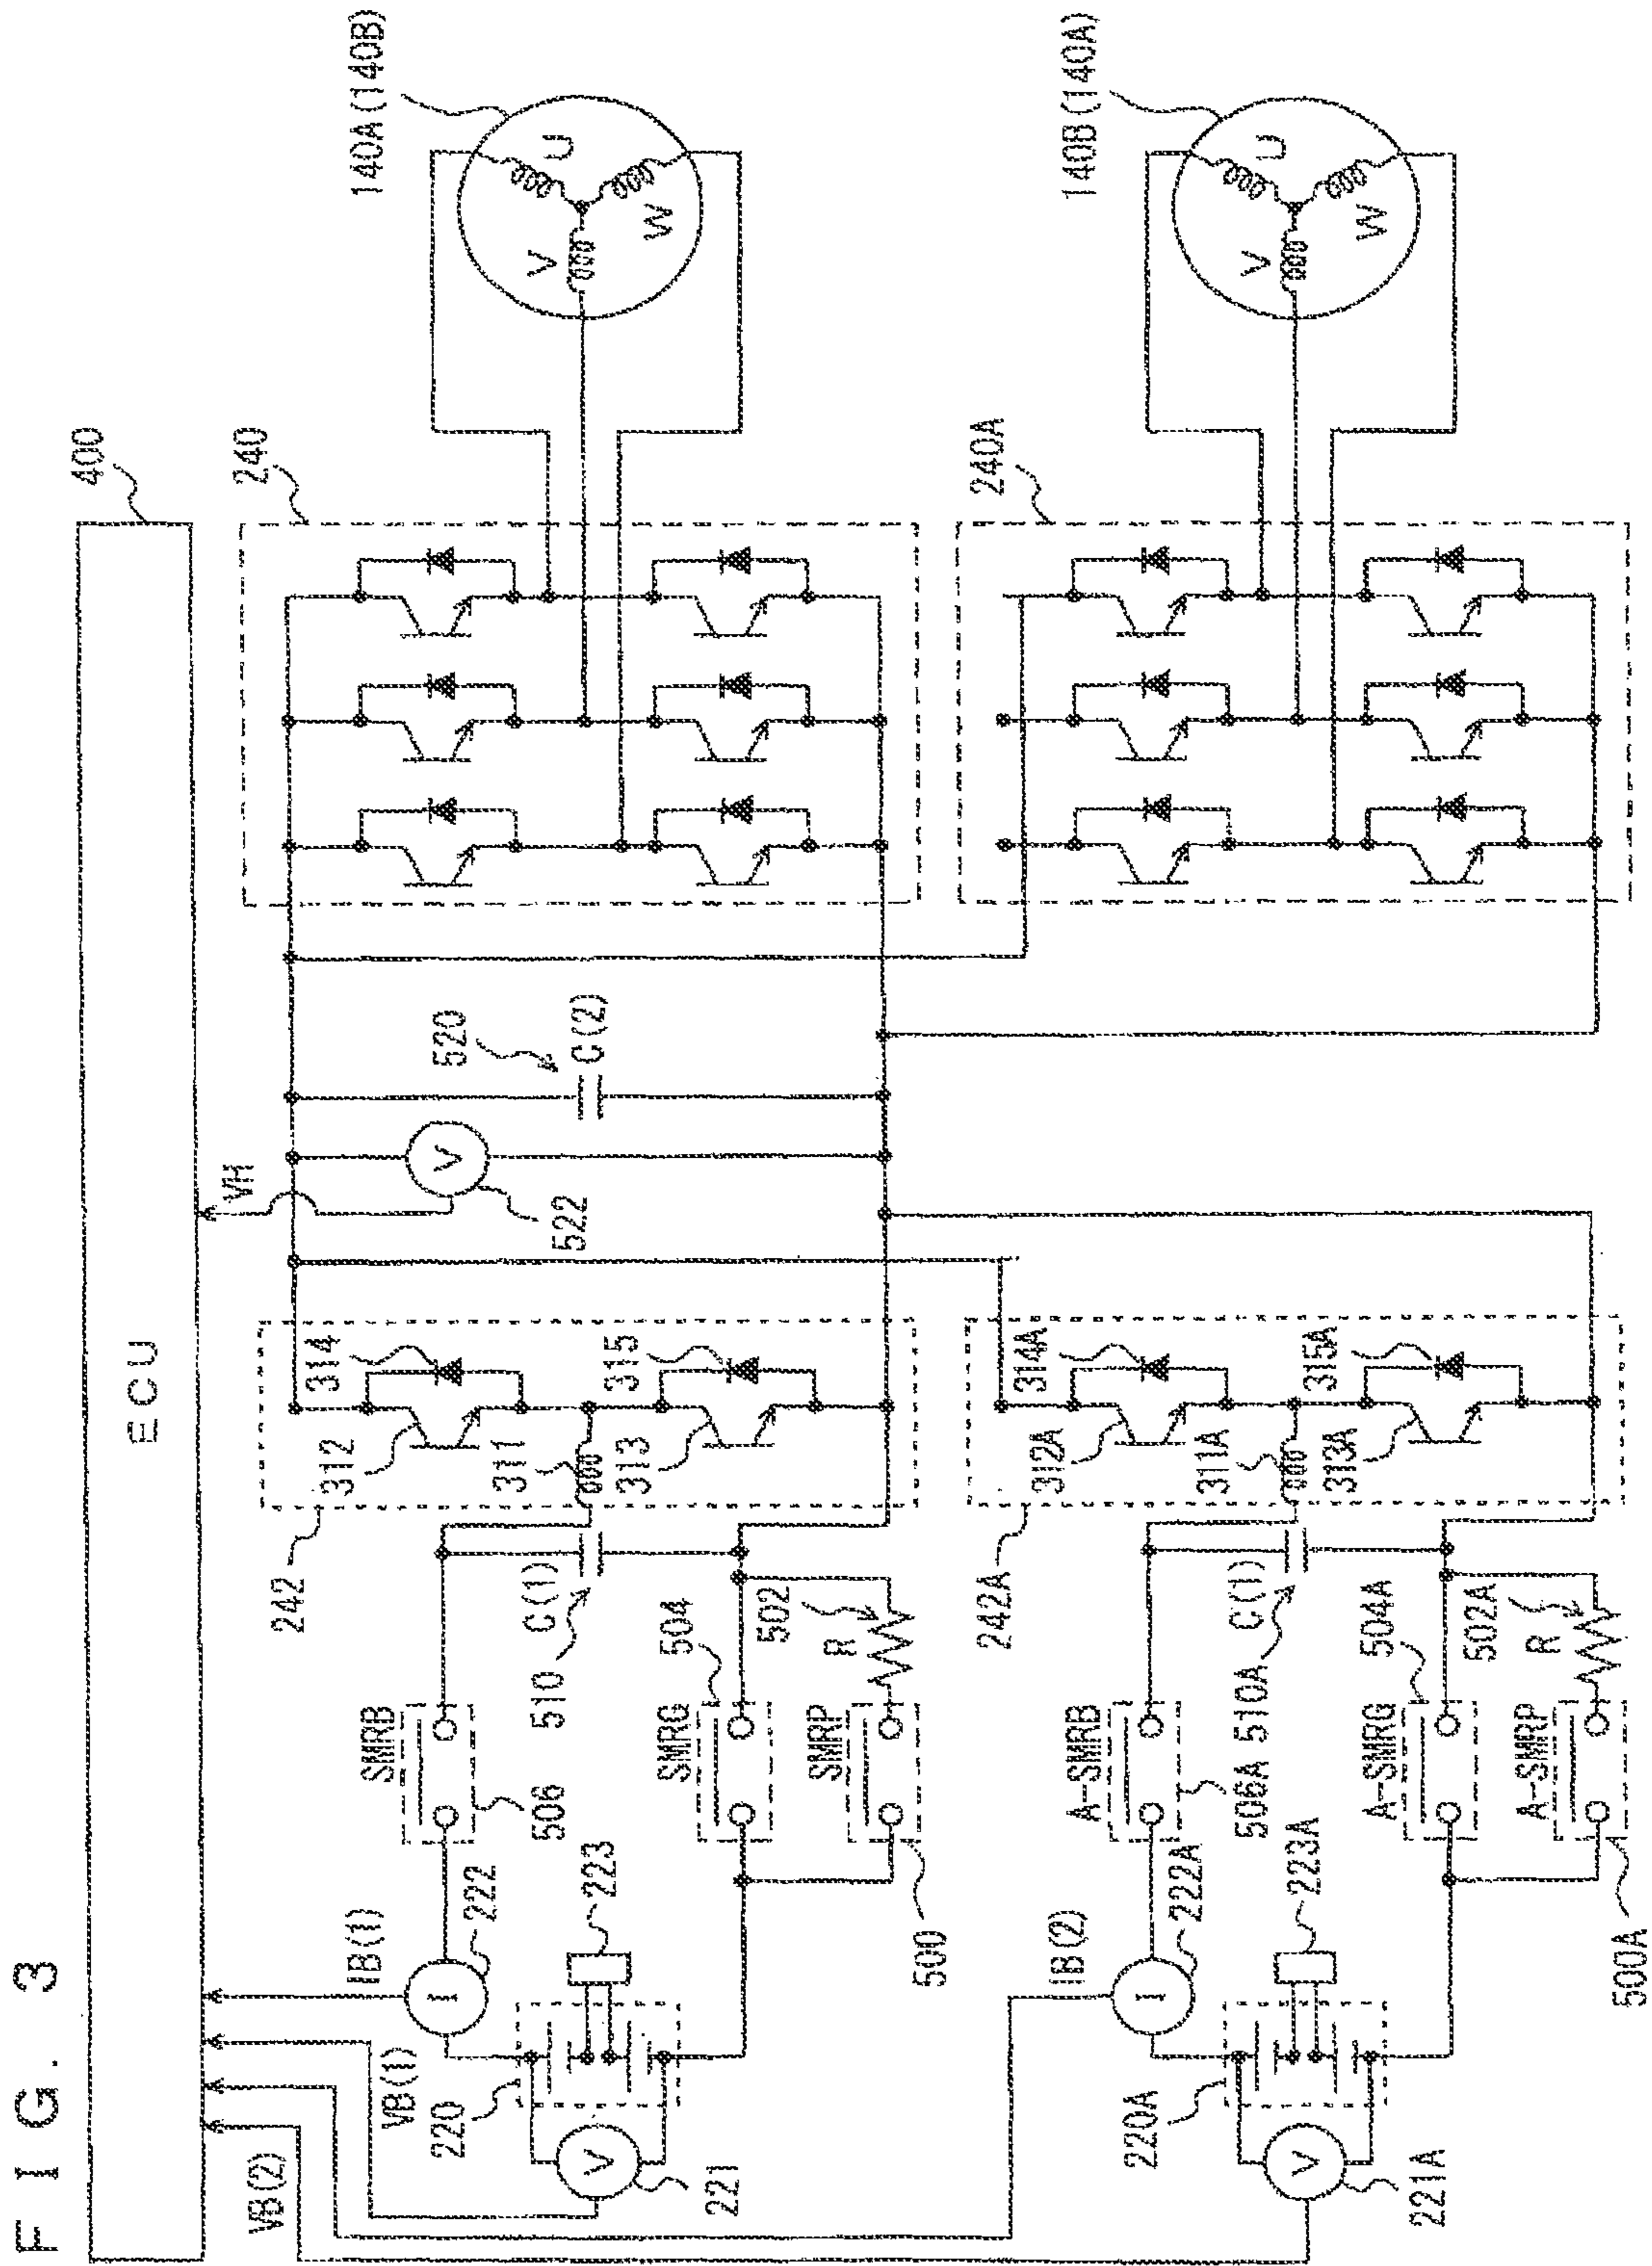 FIG. 3
400
ECU
VB(2)
VB(1)
IB(1)
VH
220
221
222
223
SMRB
506
SMRG
504
SMRP
500
502
R
C(1)
510
242
312
314
311
313
315
522
520
C(2)
240
140A(140B)
U
V
W
I
V
V
IB(2)
220A
221A
222A
223A
A-SMRB
506A
A-SMRG
504A
A-SMRP
500A
502A
R
C(1)
510A
242A
312A
314A
311A
313A
315A
240A
140B(140A)
U
V
W
I
V